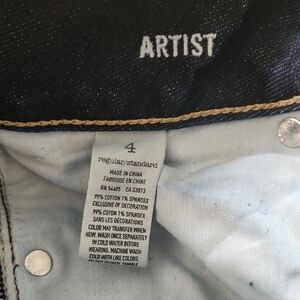 ARTIST
4
regular/standard
MADE IN CHINA
FABRIQUÉ EN CHINE
RN 54485 CA 03873
99% COTTON 1% SPANDEX
EXCLUSIVE OF DECORATION
99% COTON 1% SPANDEX
SANS LES DÉCORATIONS
COLOR MAY TRANSFER WHEN
NEW. WASH ONCE SEPARATELY
IN COLD WATER BEFORE
WEARING. MACHINE WASH
COLD WITH LIKE COLORS.